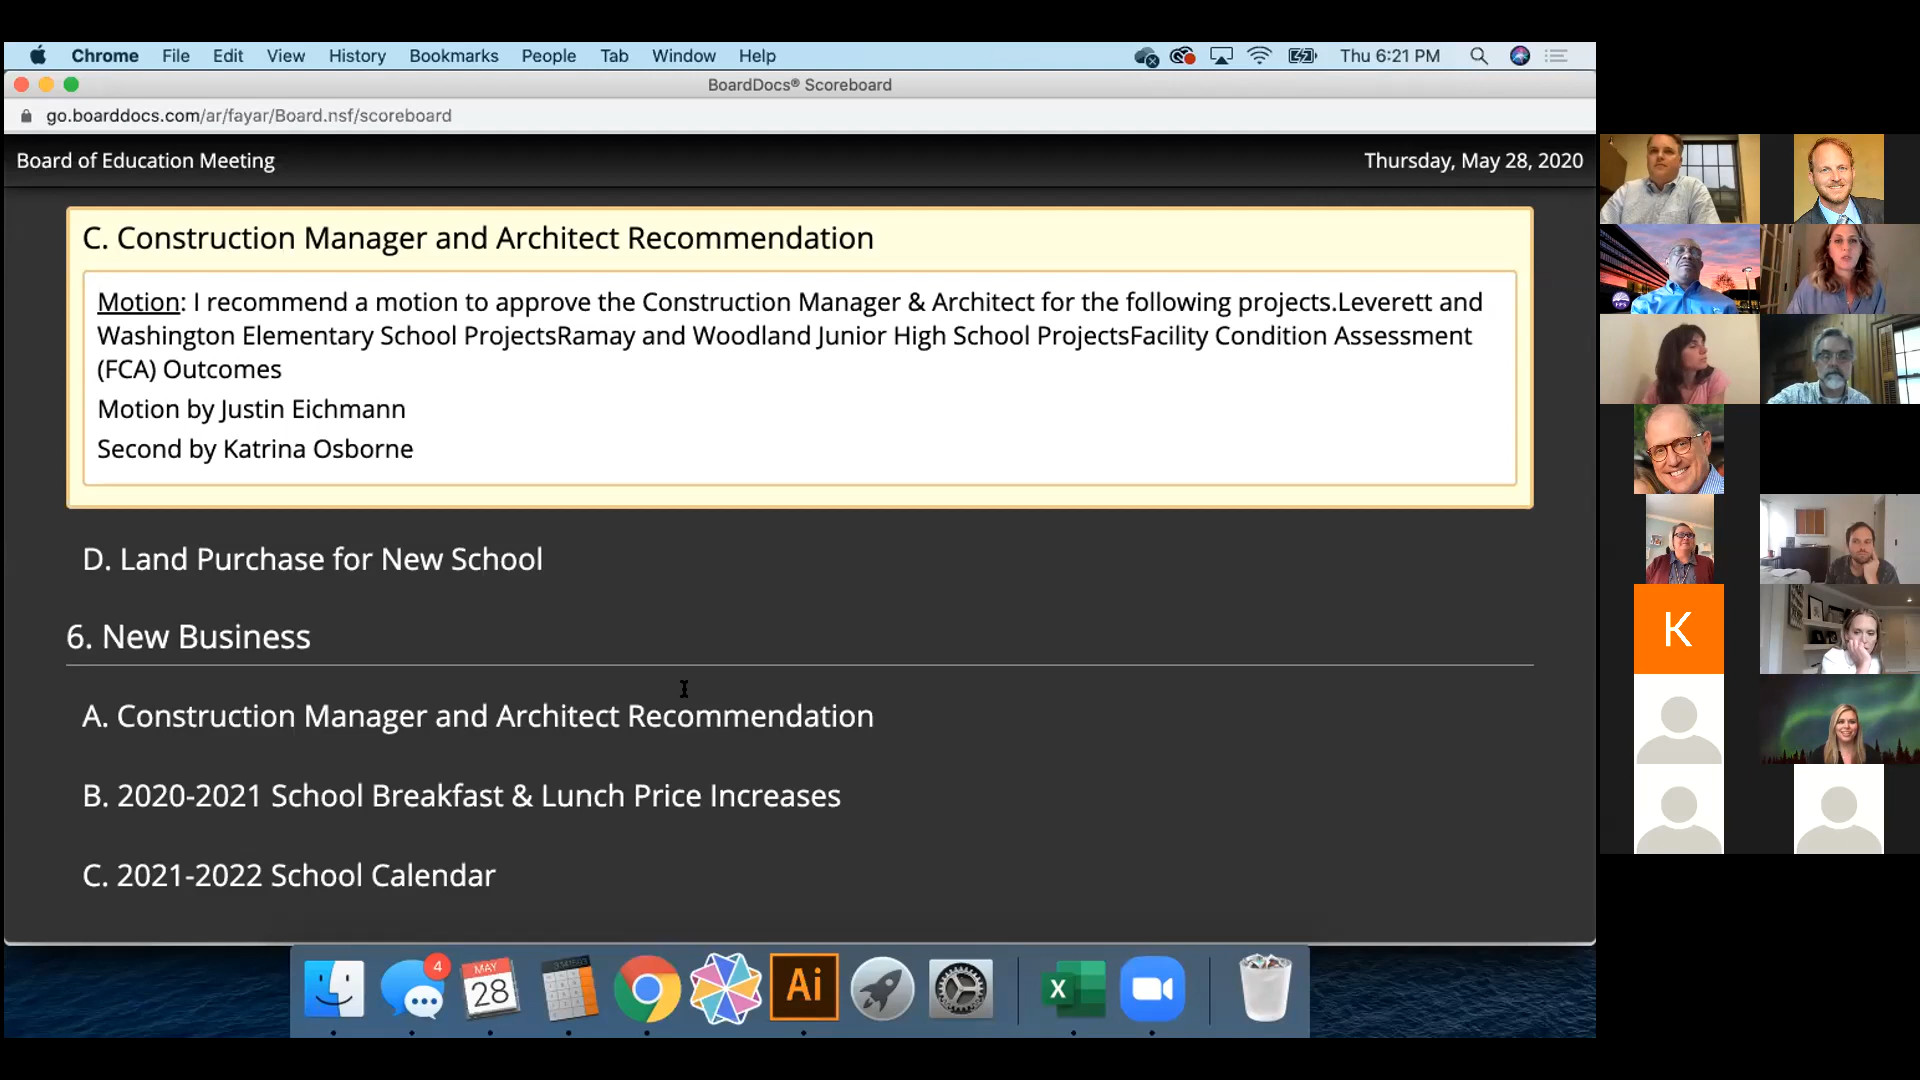 Chrome File Edit View History Bookmarks People Tab Window Help Thu 6:21 PM
BoardDocs® Scoreboard
go.boarddocs.com/ar/fayar/Board.nsf/scoreboard
Board of Education Meeting Thursday, May 28, 2020
C. Construction Manager and Architect Recommendation
Motion: I recommend a motion to approve the Construction Manager & Architect for the following projects.Leverett and
Washington Elementary School ProjectsRamay and Woodland Junior High School ProjectsFacility Condition Assessment
(FCA) Outcomes
Motion by Justin Eichmann
Second by Katrina Osborne
D. Land Purchase for New School
6. New Business
A. Construction Manager and Architect Recommendation
B. 2020-2021 School Breakfast & Lunch Price Increases
C. 2021-2022 School Calendar
FPS
K
4
MAY
28
Ai
X